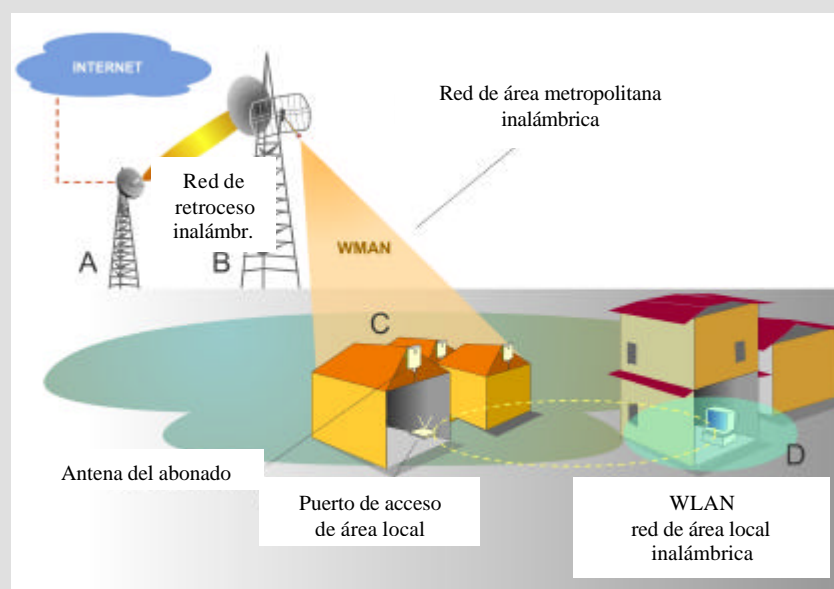 INTERNET
Red de área metropolitana
inalámbrica
Red de
retroceso
inalámbr.
A
B
WMAN
C
D
Antena del abonado
Puerto de acceso
de área local
WLAN
red de área local
inalámbrica